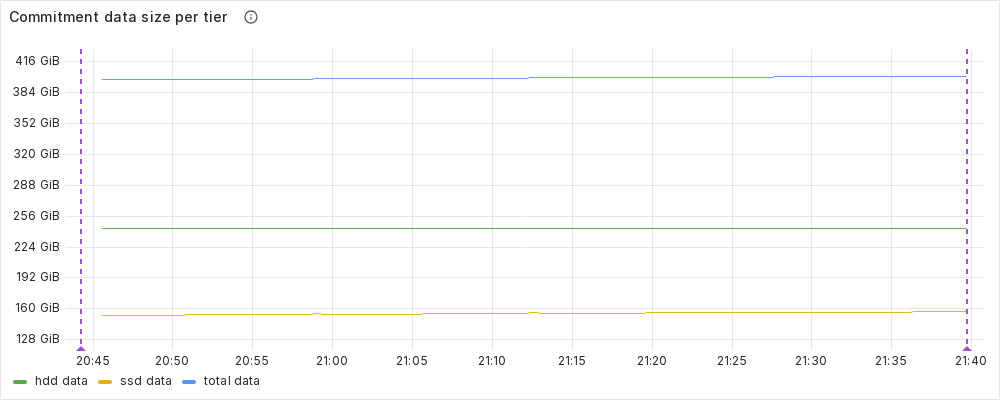 Commitment data size per tier
416 GiB
384 GiB
352 GiB
320 GiB
288 GiB
256 GiB
224 GiB
192 GiB
160 GiB
128 GiB
20:45 20:50 20:55 21:00 21:05 21:10 21:15 21:20 21:25 21:30 21:35 21:40
hdd data ssd data total data